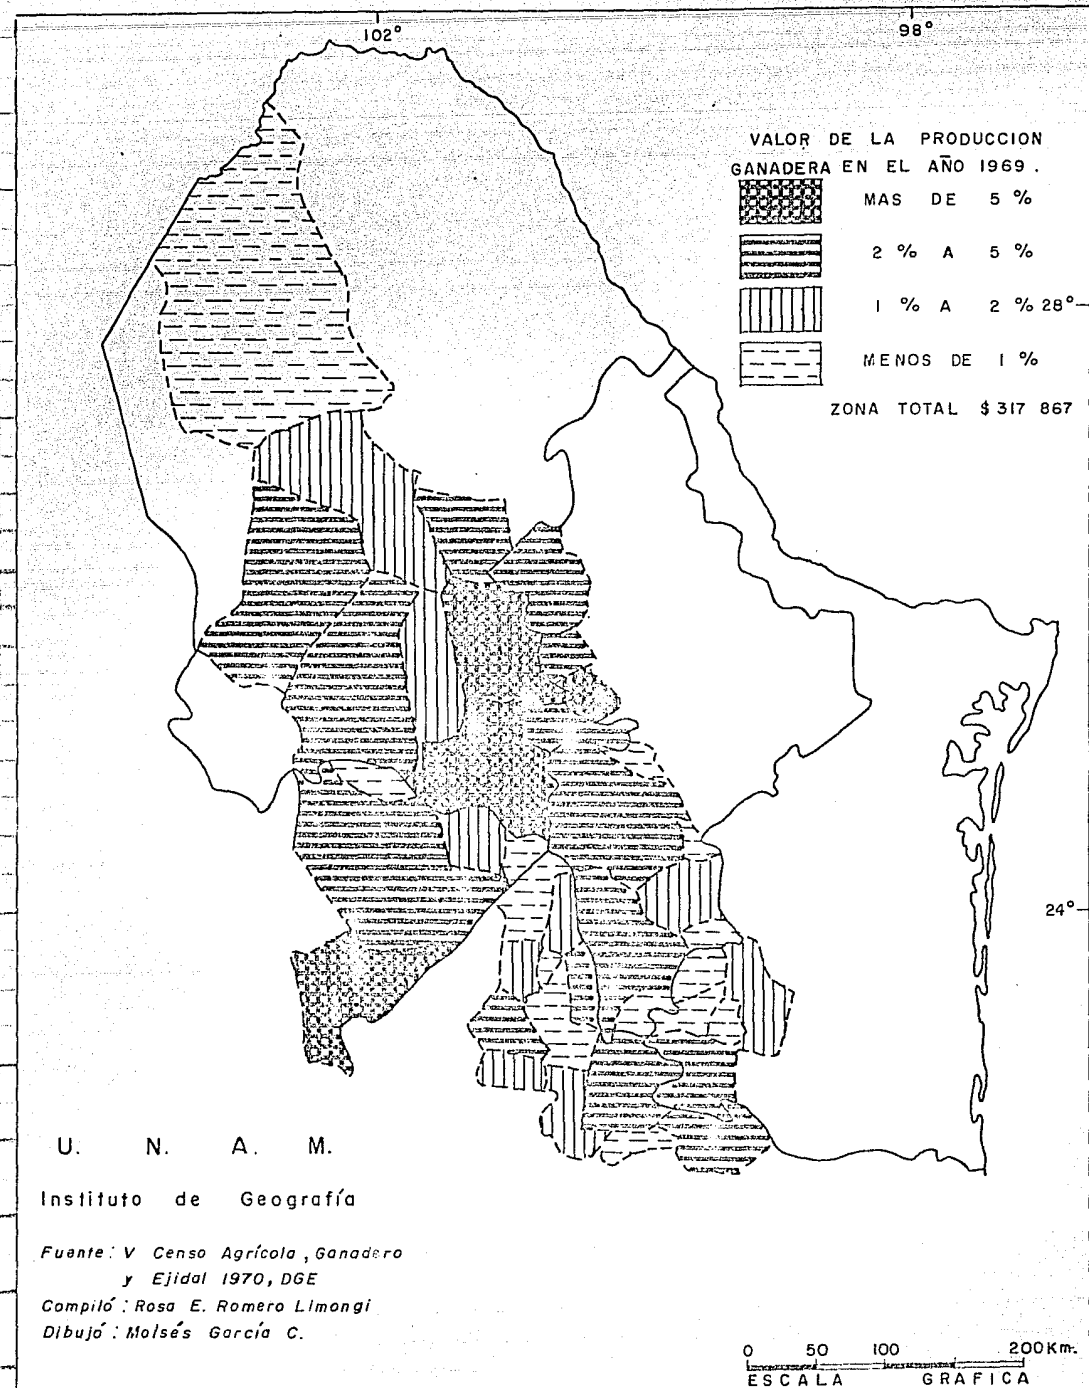 102°
98°
VALOR DE LA PRODUCCION
GANADERA EN EL AÑO 1969.
MAS DE 5 %
2 % A 5 %
1 % A 2 %
28°
MENOS DE 1 %
ZONA TOTAL $ 317 867
24°
U. N. A. M.
Instituto de Geografía
Fuente: V Censo Agrícola, Ganadero
y Ejidal 1970, DGE
Compiló: Rosa E. Romero Limongi
Dibujó: Moisés García C.
0 50 100 200 Km.
ESCALA GRAFICA